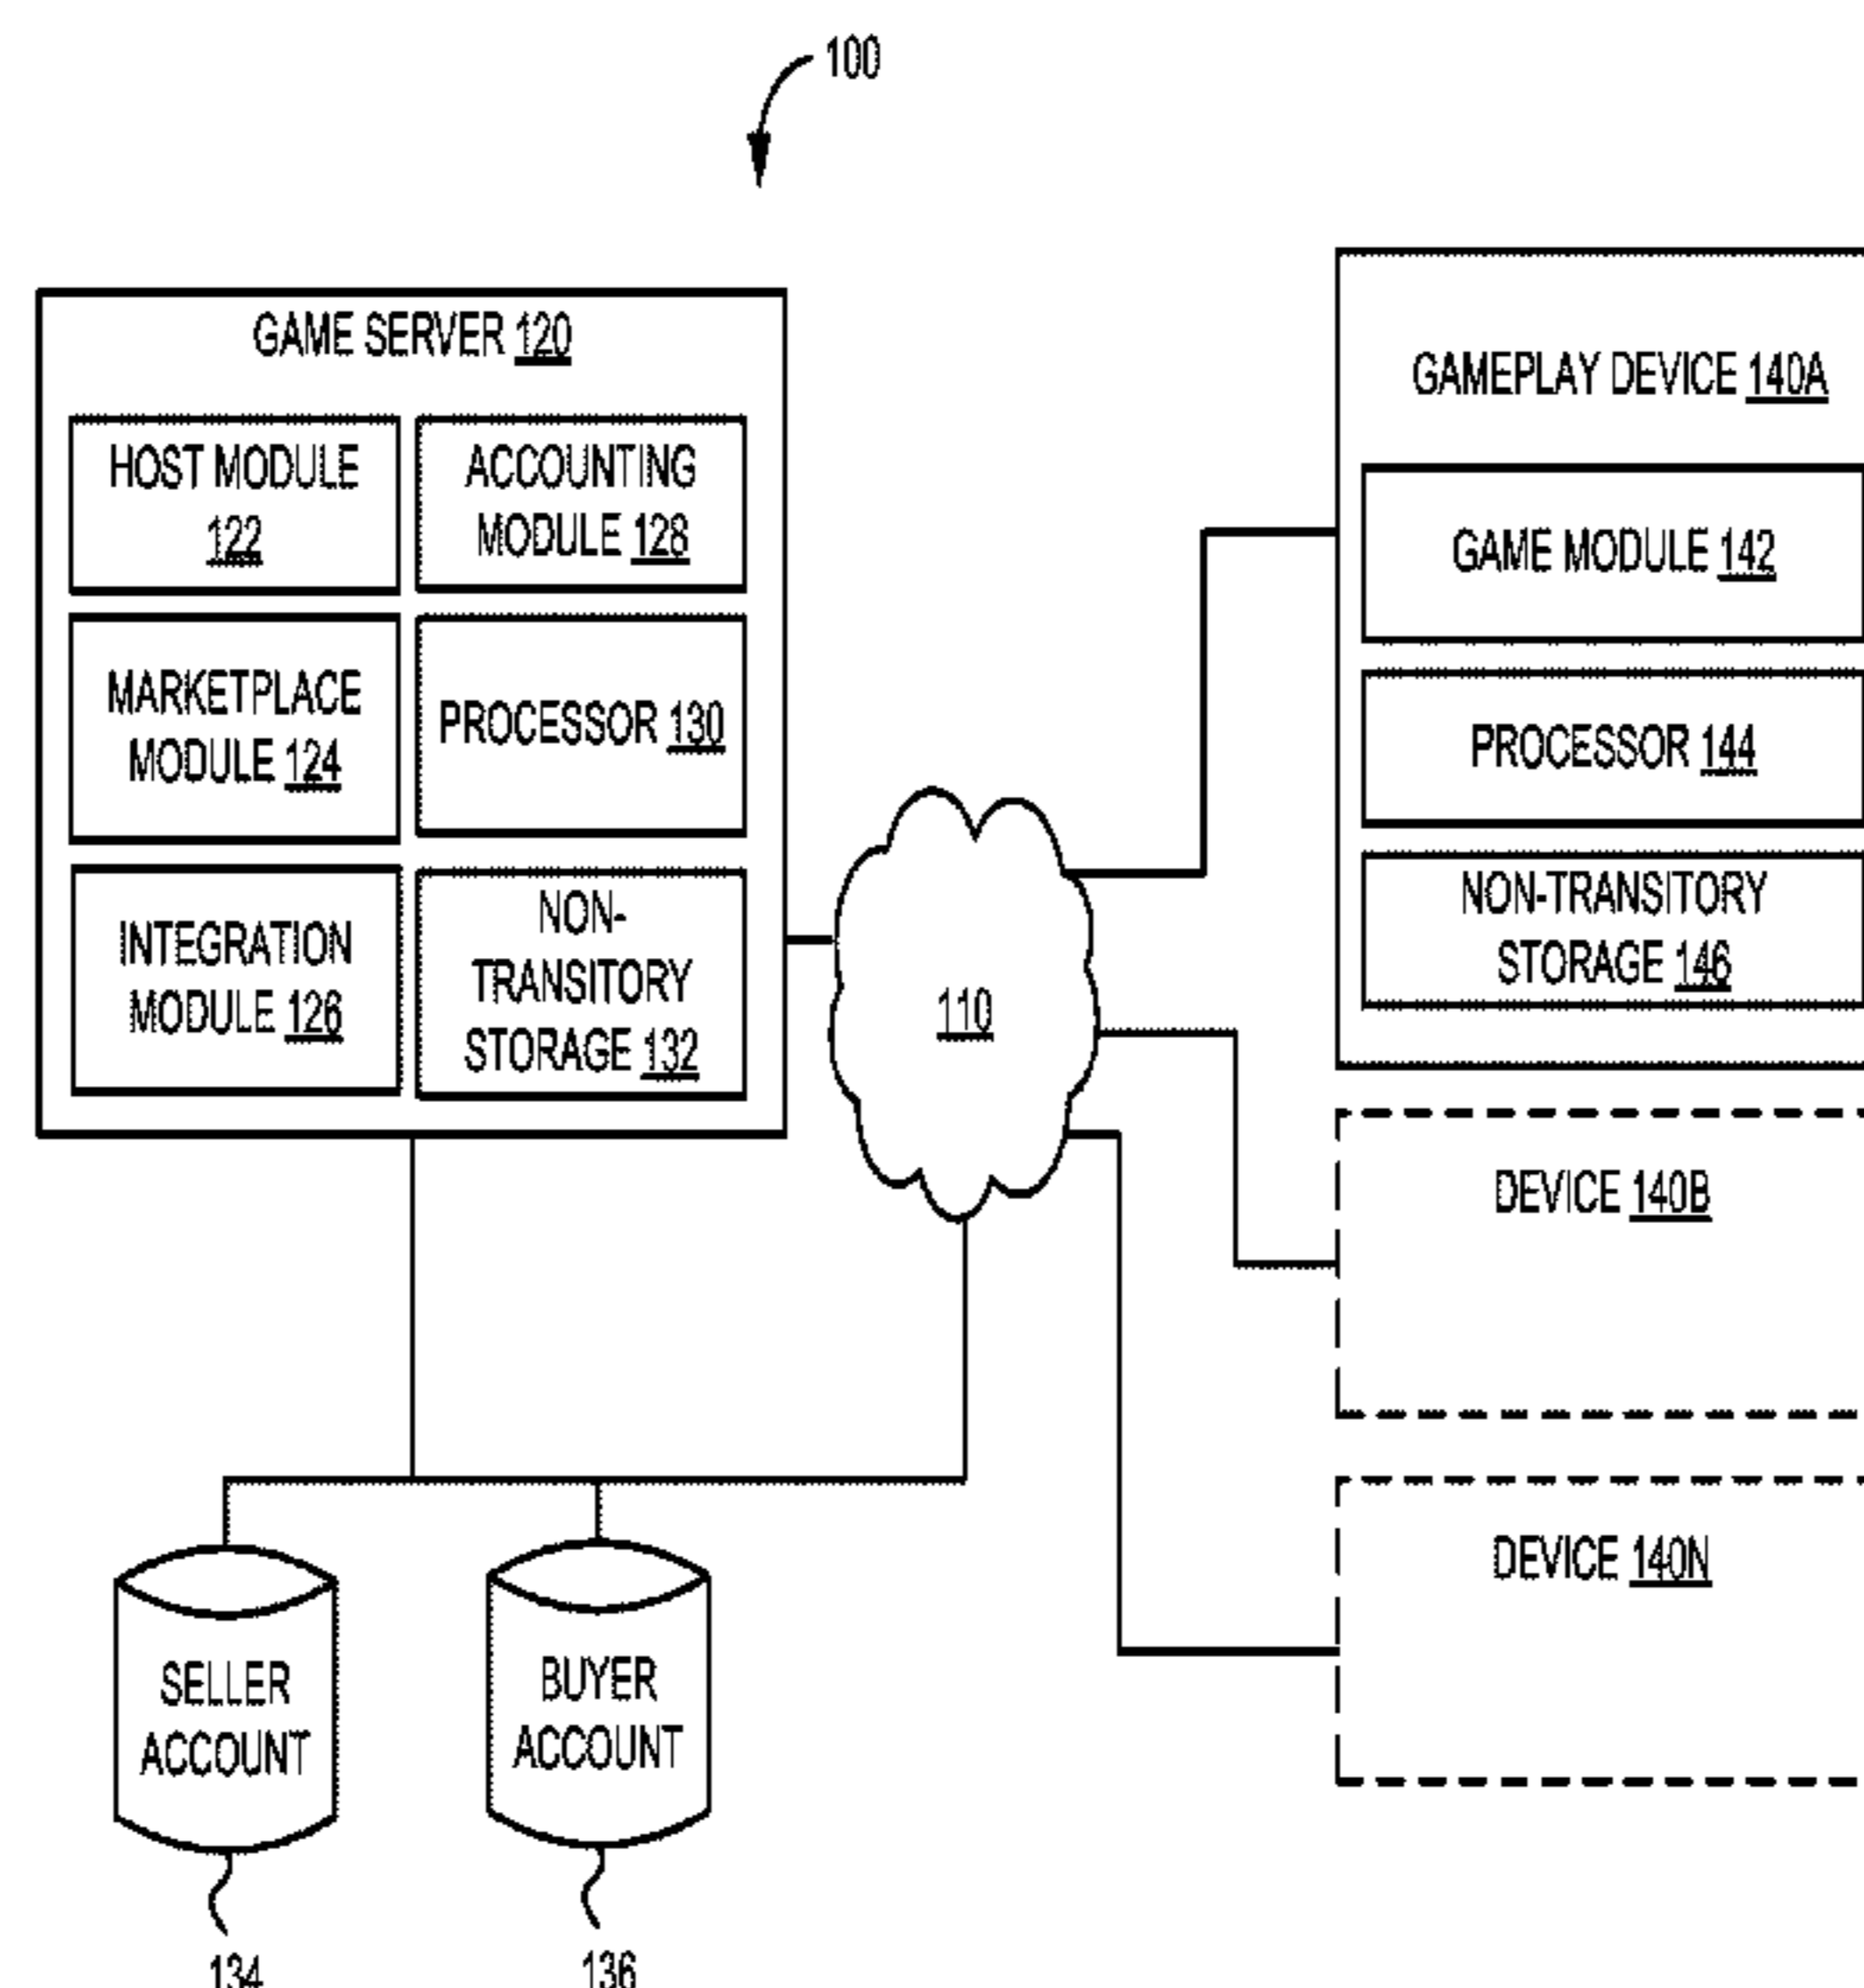 100
GAME SERVER 120
HOST MODULE
122
ACCOUNTING
MODULE 128
MARKETPLACE
MODULE 124
PROCESSOR 130
INTEGRATION
MODULE 126
NON-
TRANSITORY
STORAGE 132
110
GAMEPLAY DEVICE 140A
GAME MODULE 142
PROCESSOR 144
NON-TRANSITORY
STORAGE 146
DEVICE 140B
DEVICE 140N
SELLER
ACCOUNT
BUYER
ACCOUNT
134
136